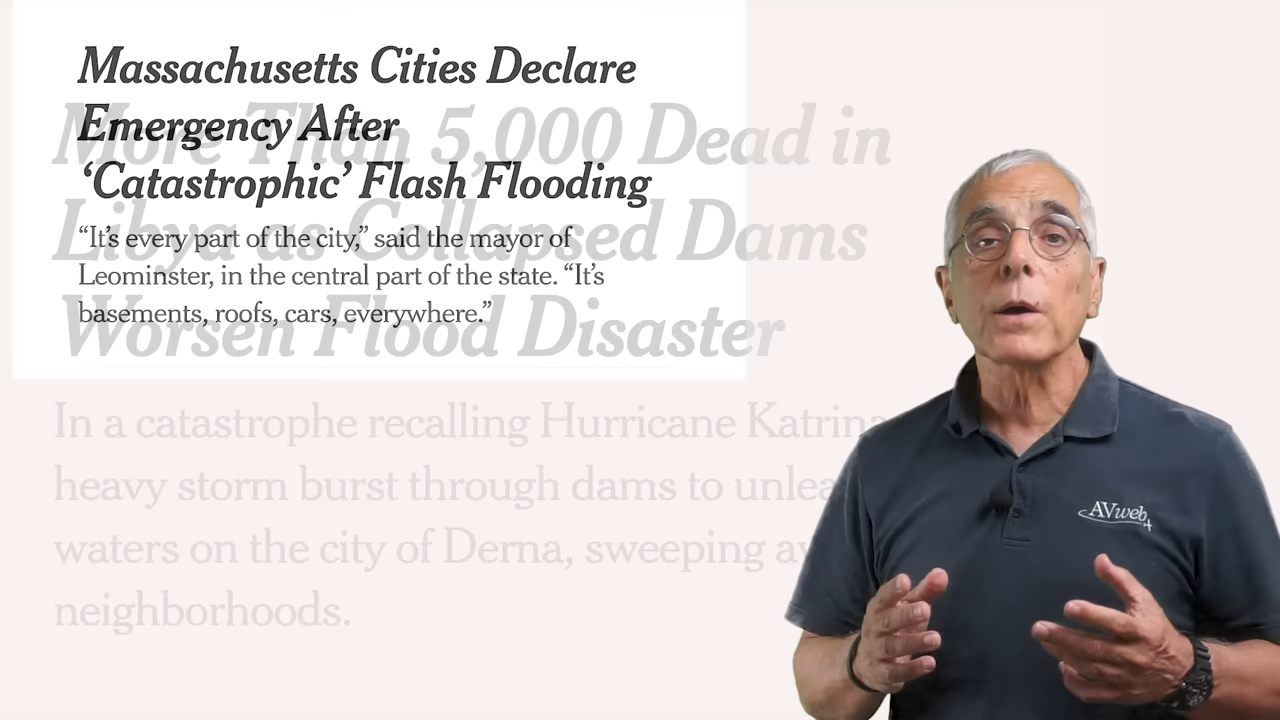 Massachusetts Cities Declare
Emergency After
‘Catastrophic’ Flash Flooding
“It’s every part of the city,” said the mayor of
Leominster, in the central part of the state. “It’s
basements, roofs, cars, everywhere.”
More Than 5,000 Dead in
Libya as Collapsed Dams
Worsen Flood Disaster
In a catastrophe recalling Hurricane Katrina
heavy storm burst through dams to
waters on the city of Derna, sweeping
neighborhoods.
AVweb